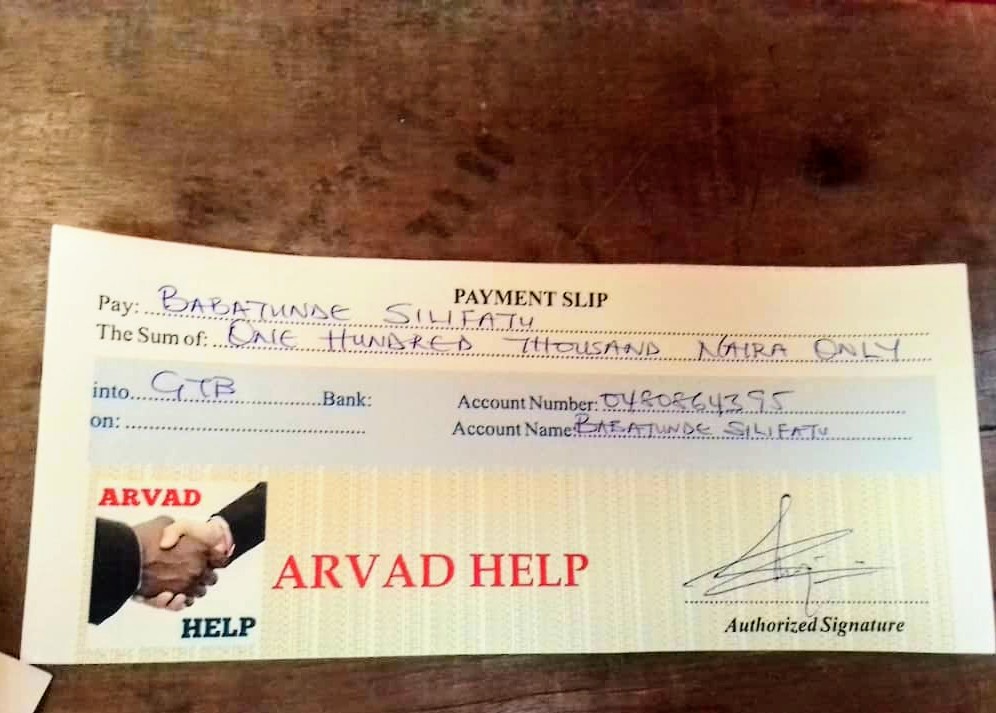 PAYMENT SLIP
Pay: BABATUNDE SILIFATU
The Sum of: ONE HUNDRED THOUSAND NAIRA ONLY
into GTB Bank: Account Number: 0480864395
on: Account Name: BABATUNDE SILIFATU
ARVAD
HELP
ARVAD HELP
Authorized Signature